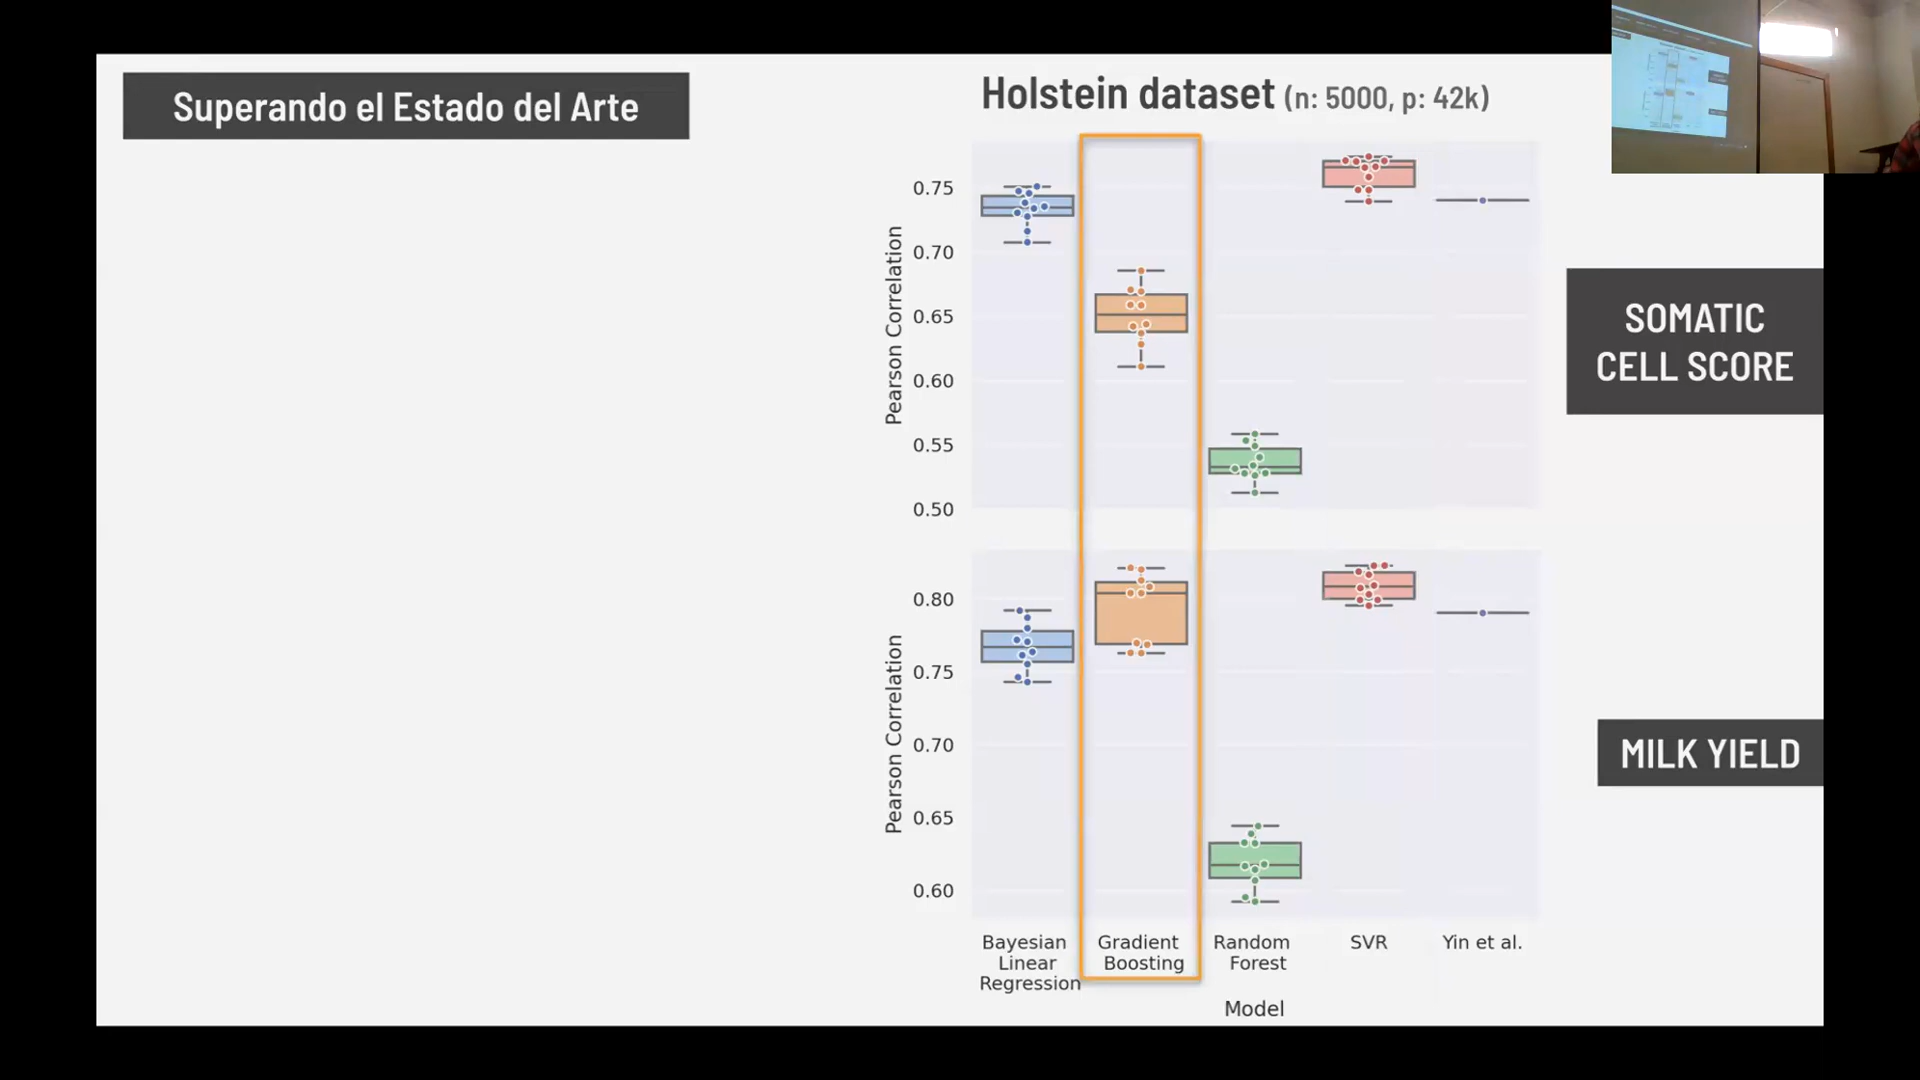 Superando el Estado del Arte
Holstein dataset (n: 5000, p: 42k)
Pearson Correlation
0.75
0.70
0.65
0.60
0.55
0.50
SOMATIC
CELL SCORE
Pearson Correlation
0.80
0.75
0.70
0.65
0.60
MILK YIELD
Bayesian
Linear
Regression
Gradient
Boosting
Random
Forest
SVR
Yin et al.
Model